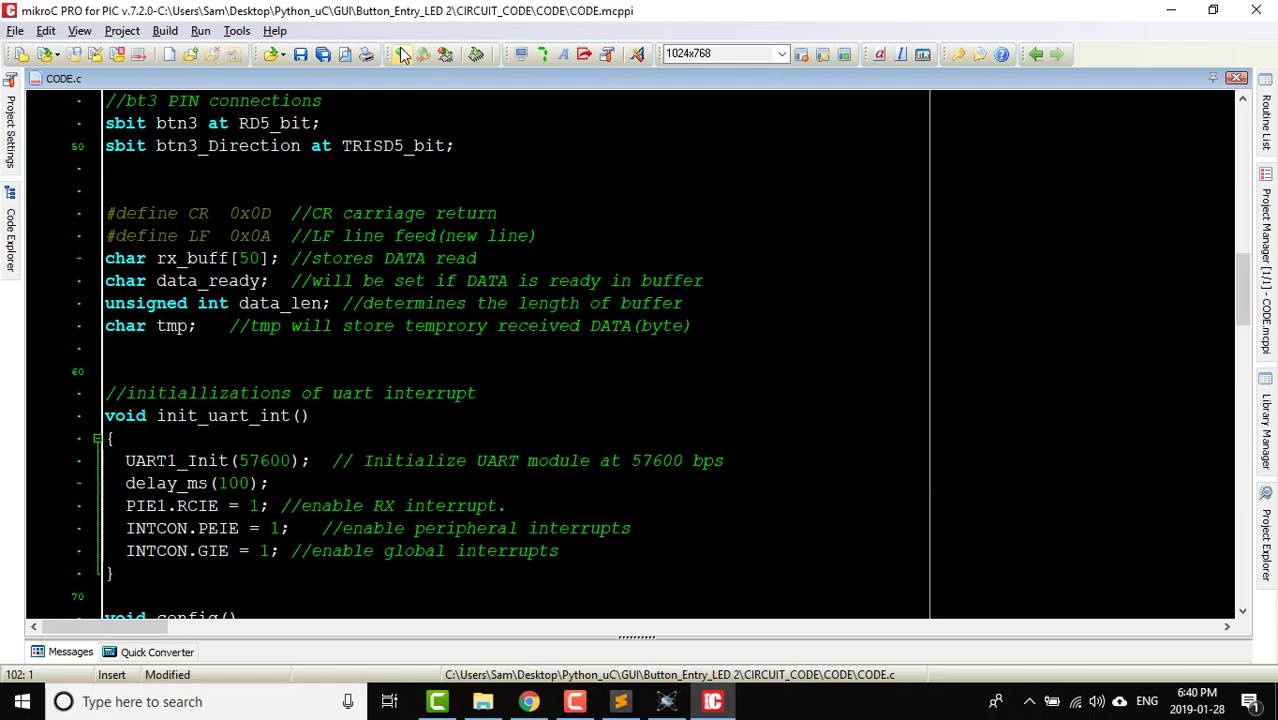 mikroC PRO for PIC v.7.2.0-C:\Users\Sam\Desktop\Python_uC\GUI\Button_Entry_LED 2\CIRCUIT_CODE\CODE\CODE.mcppi
File Edit View Project Build Run Tools Help
1024x768
CODE.c
//bt3 PIN connections
sbit btn3 at RD5_bit;
50 sbit btn3_Direction at TRISD5_bit;
#define CR 0x0D //CR carriage return
#define LF 0x0A //LF line feed(new line)
char rx_buff[50]; //stores DATA read
char data_ready; //will be set if DATA is ready in buffer
unsigned int data_len; //determines the length of buffer
char tmp; //tmp will store temprory received DATA(byte)
60
//initiallizations of uart interrupt
void init_uart_int()
{
UART1_Init(57600); // Initialize UART module at 57600 bps
delay_ms(100);
PIE1.RCIE = 1; //enable RX interrupt.
INTCON.PEIE = 1; //enable peripheral interrupts
INTCON.GIE = 1; //enable global interrupts
}
70
void config()
Project Settings
Code Explorer
Routine List
Project Manager [1/1] - CODE.mcppi
Library Manager
Project Explorer
Messages Quick Converter
102: 1 Insert Modified C:\Users\Sam\Desktop\Python_uC\GUI\Button_Entry_LED 2\CIRCUIT_CODE\CODE\CODE.c
Type here to search
ENG
6:40 PM
2019-01-28
1